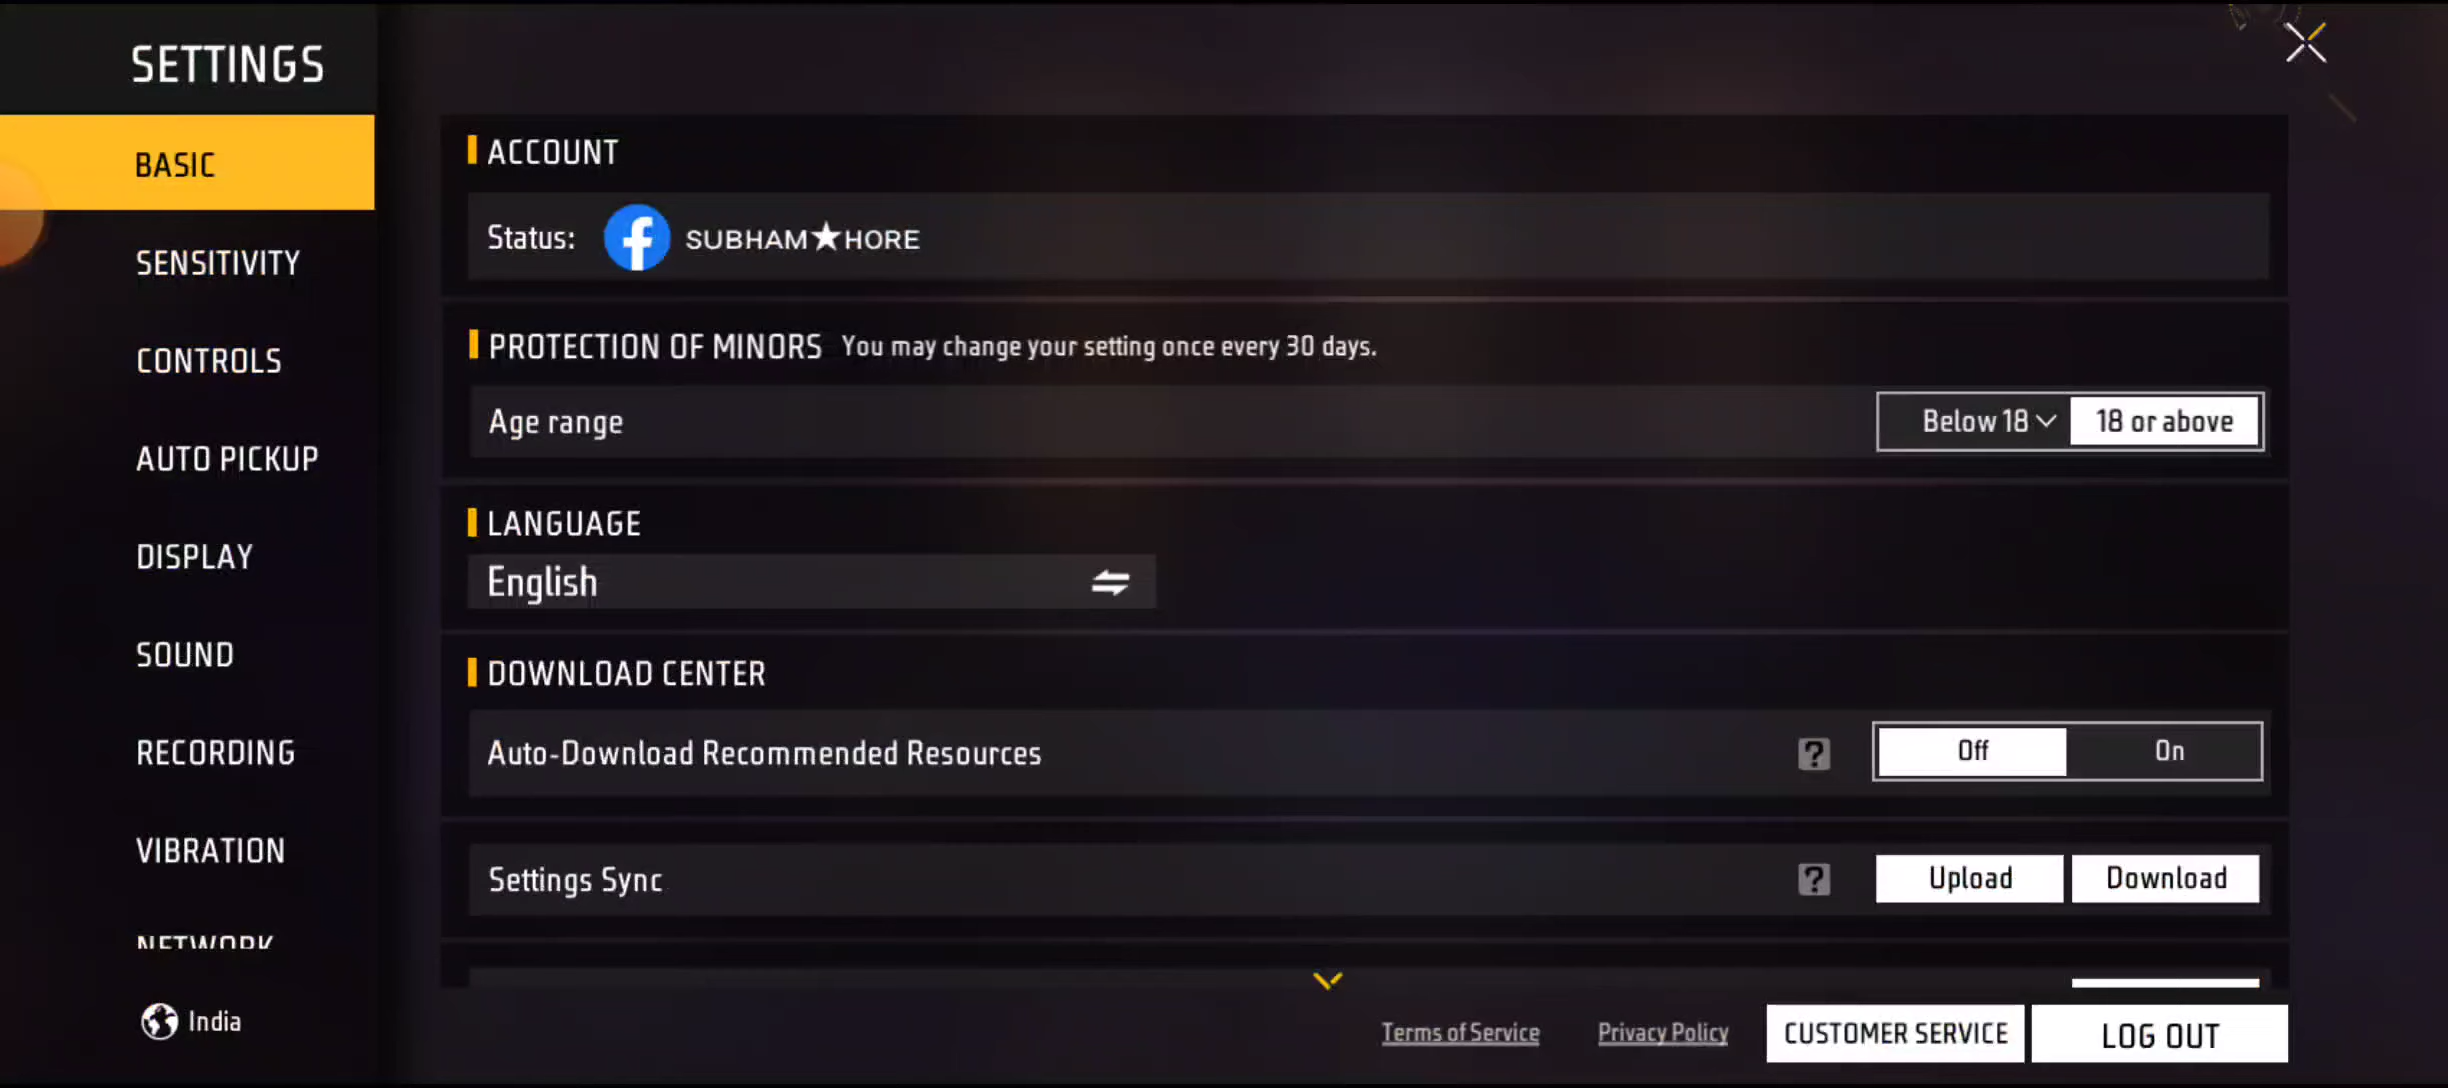 SETTINGS
BASIC
SENSITIVITY
CONTROLS
AUTO PICKUP
DISPLAY
SOUND
RECORDING
VIBRATION
NETWORK
India
ACCOUNT
Status: SUBHAM★HORE
PROTECTION OF MINORS You may change your setting once every 30 days.
Age range Below 18 18 or above
LANGUAGE
English
DOWNLOAD CENTER
Auto-Download Recommended Resources ? Off On
Settings Sync ? Upload Download
Terms of Service Privacy Policy CUSTOMER SERVICE LOG OUT